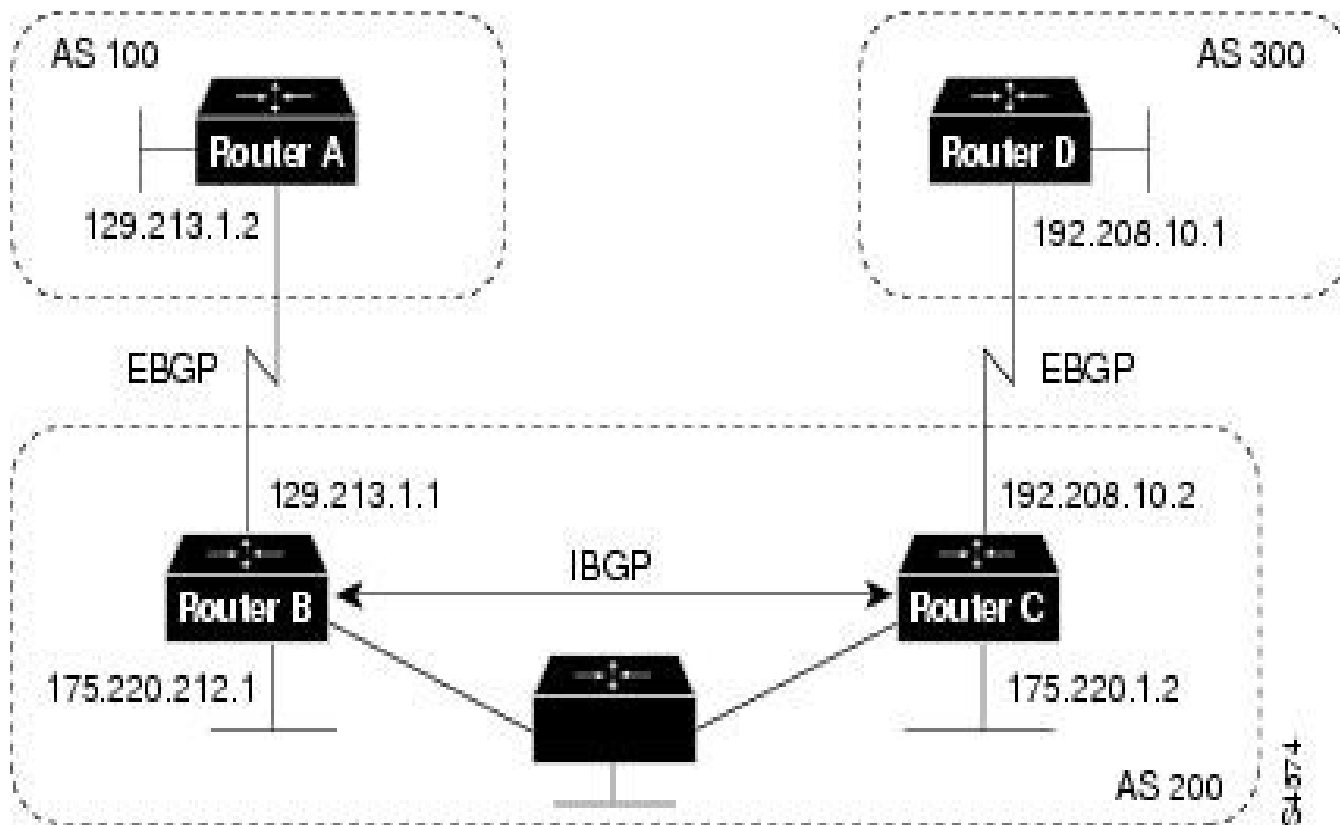 AS 100
AS 300
Router A
Router D
129.213.1.2
192.208.10.1
EBGP
EBGP
129.213.1.1
192.208.10.2
IBGP
Router B
Router C
175.220.212.1
175.220.1.2
AS 200